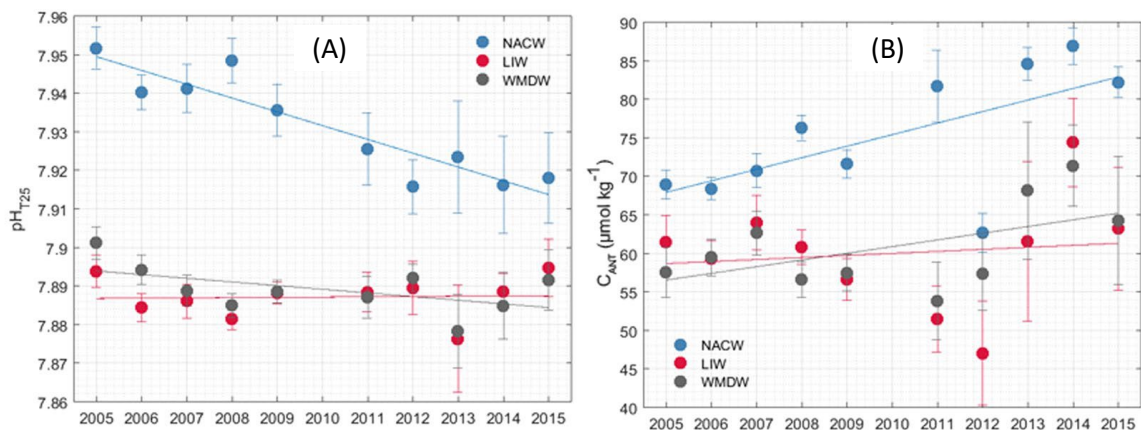 (A)
NACW
LIW
WMDW
7.96
7.95
7.94
7.93
7.92
7.91
7.9
7.89
7.88
7.87
7.86
pH_T25
2005 2006 2007 2008 2009 2010 2011 2012 2013 2014 2015
(B)
90
85
80
75
70
65
60
55
50
45
40
C_ANT (µmol kg⁻¹)
NACW
LIW
WMDW
2005 2006 2007 2008 2009 2010 2011 2012 2013 2014 2015